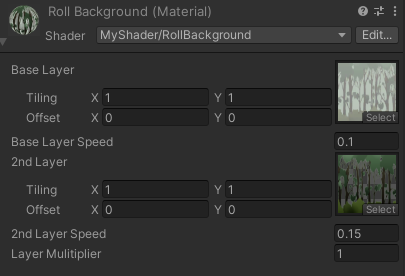 Roll Background (Material)
Shader MyShader/RollBackground Edit...
Base Layer
Tiling X 1 Y 1
Offset X 0 Y 0
Select
Base Layer Speed 0.1
2nd Layer
Tiling X 1 Y 1
Offset X 0 Y 0
Select
2nd Layer Speed 0.15
Layer Mulitiplier 1